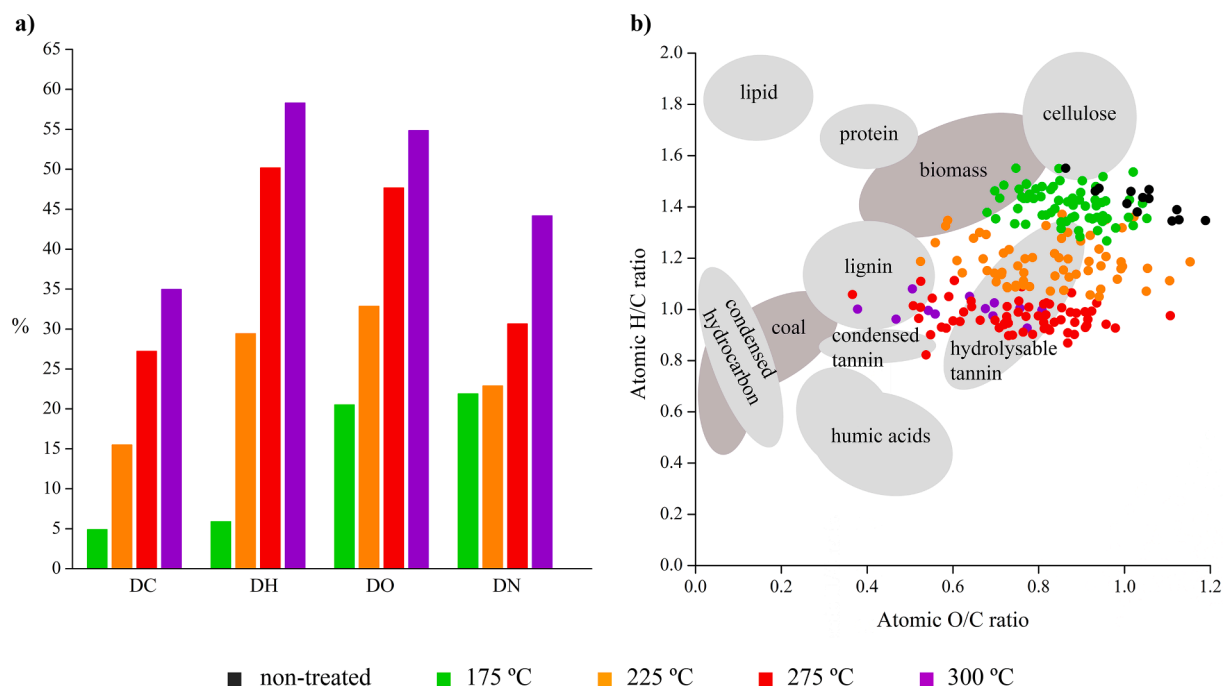 a)
65
60
55
50
45
40
35
30
%
25
20
15
10
5
0
DC DH DO DN
b)
2.0
1.8
1.6
1.4
1.2
1.0
0.8
0.6
0.4
0.2
0.0
Atomic H/C ratio
lipid
cellulose
protein
biomass
lignin
coal
condensed
hydrocarbon
condensed
tannin
hydrolysable
tannin
humic acids
0.0 0.2 0.4 0.6 0.8 1.0 1.2
Atomic O/C ratio
non-treated 175 ºC 225 ºC 275 ºC 300 ºC